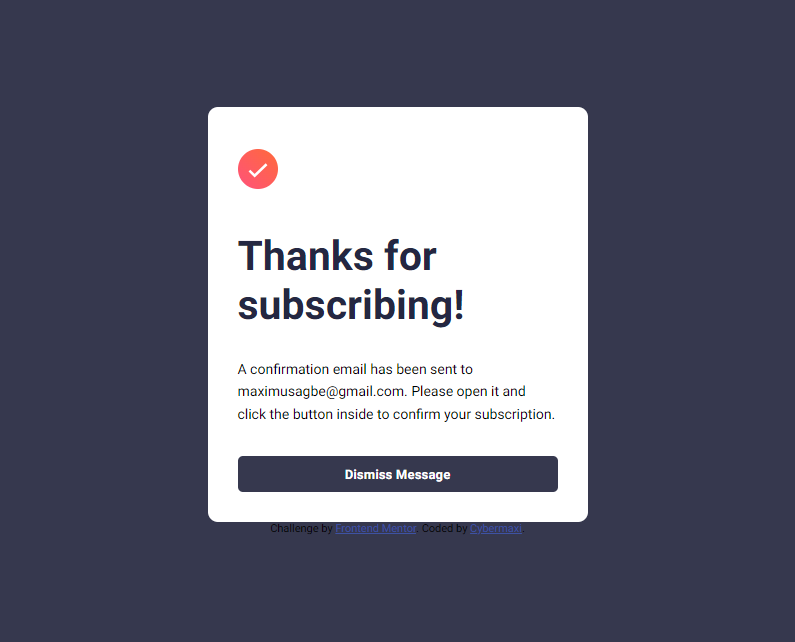 Thanks for
subscribing!
A confirmation email has been sent to
maximusagbe@gmail.com. Please open it and
click the button inside to confirm your subscription.
Dismiss Message
Challenge by Frontend Mentor. Coded by Cybermaxi.